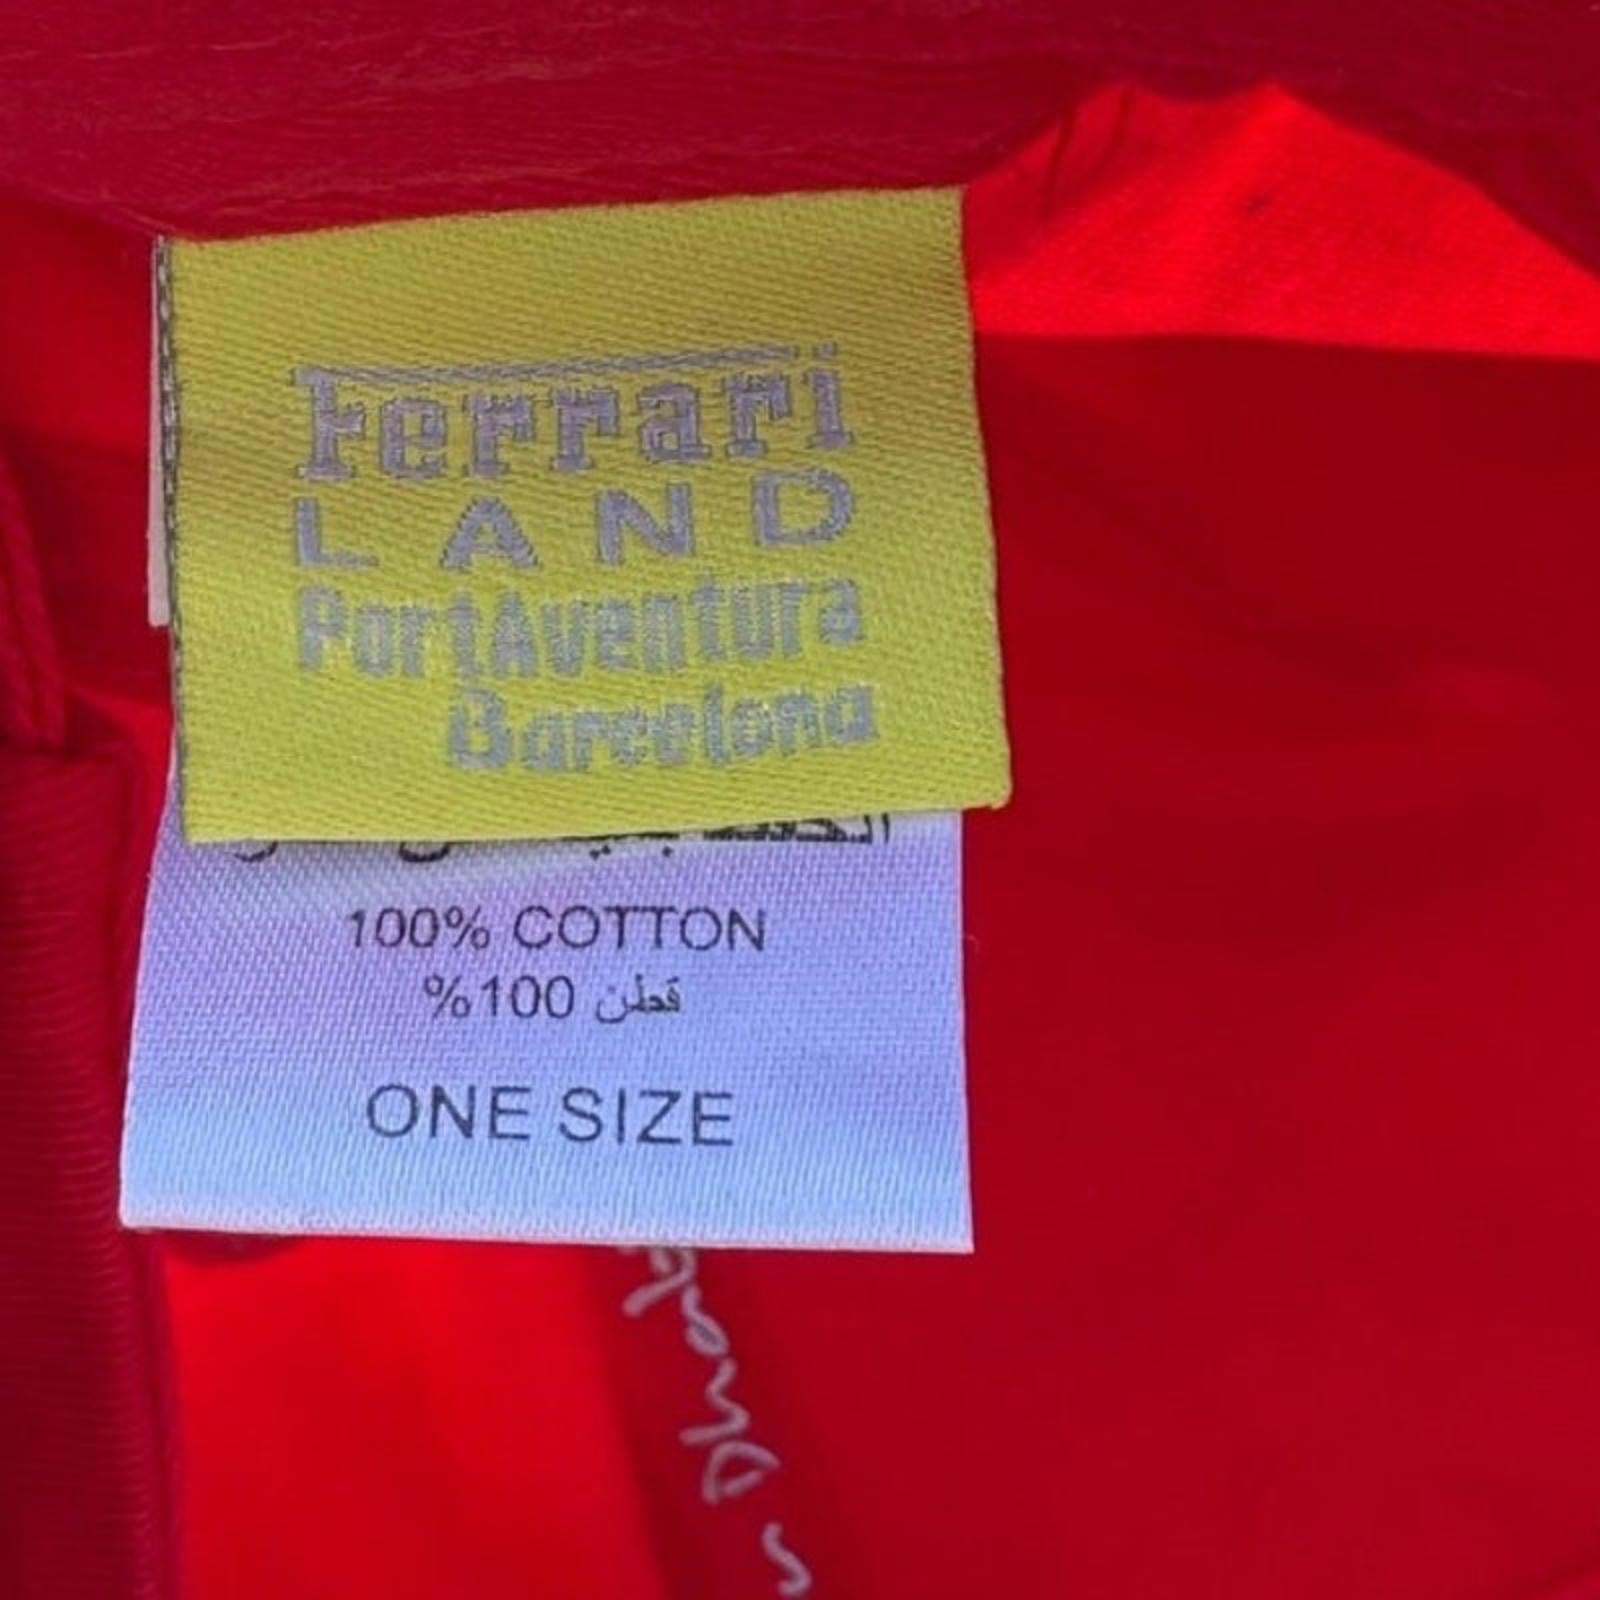 Ferrari
LAND
PortAventura
Barcelona
100% COTTON
%100 قطن
ONE SIZE